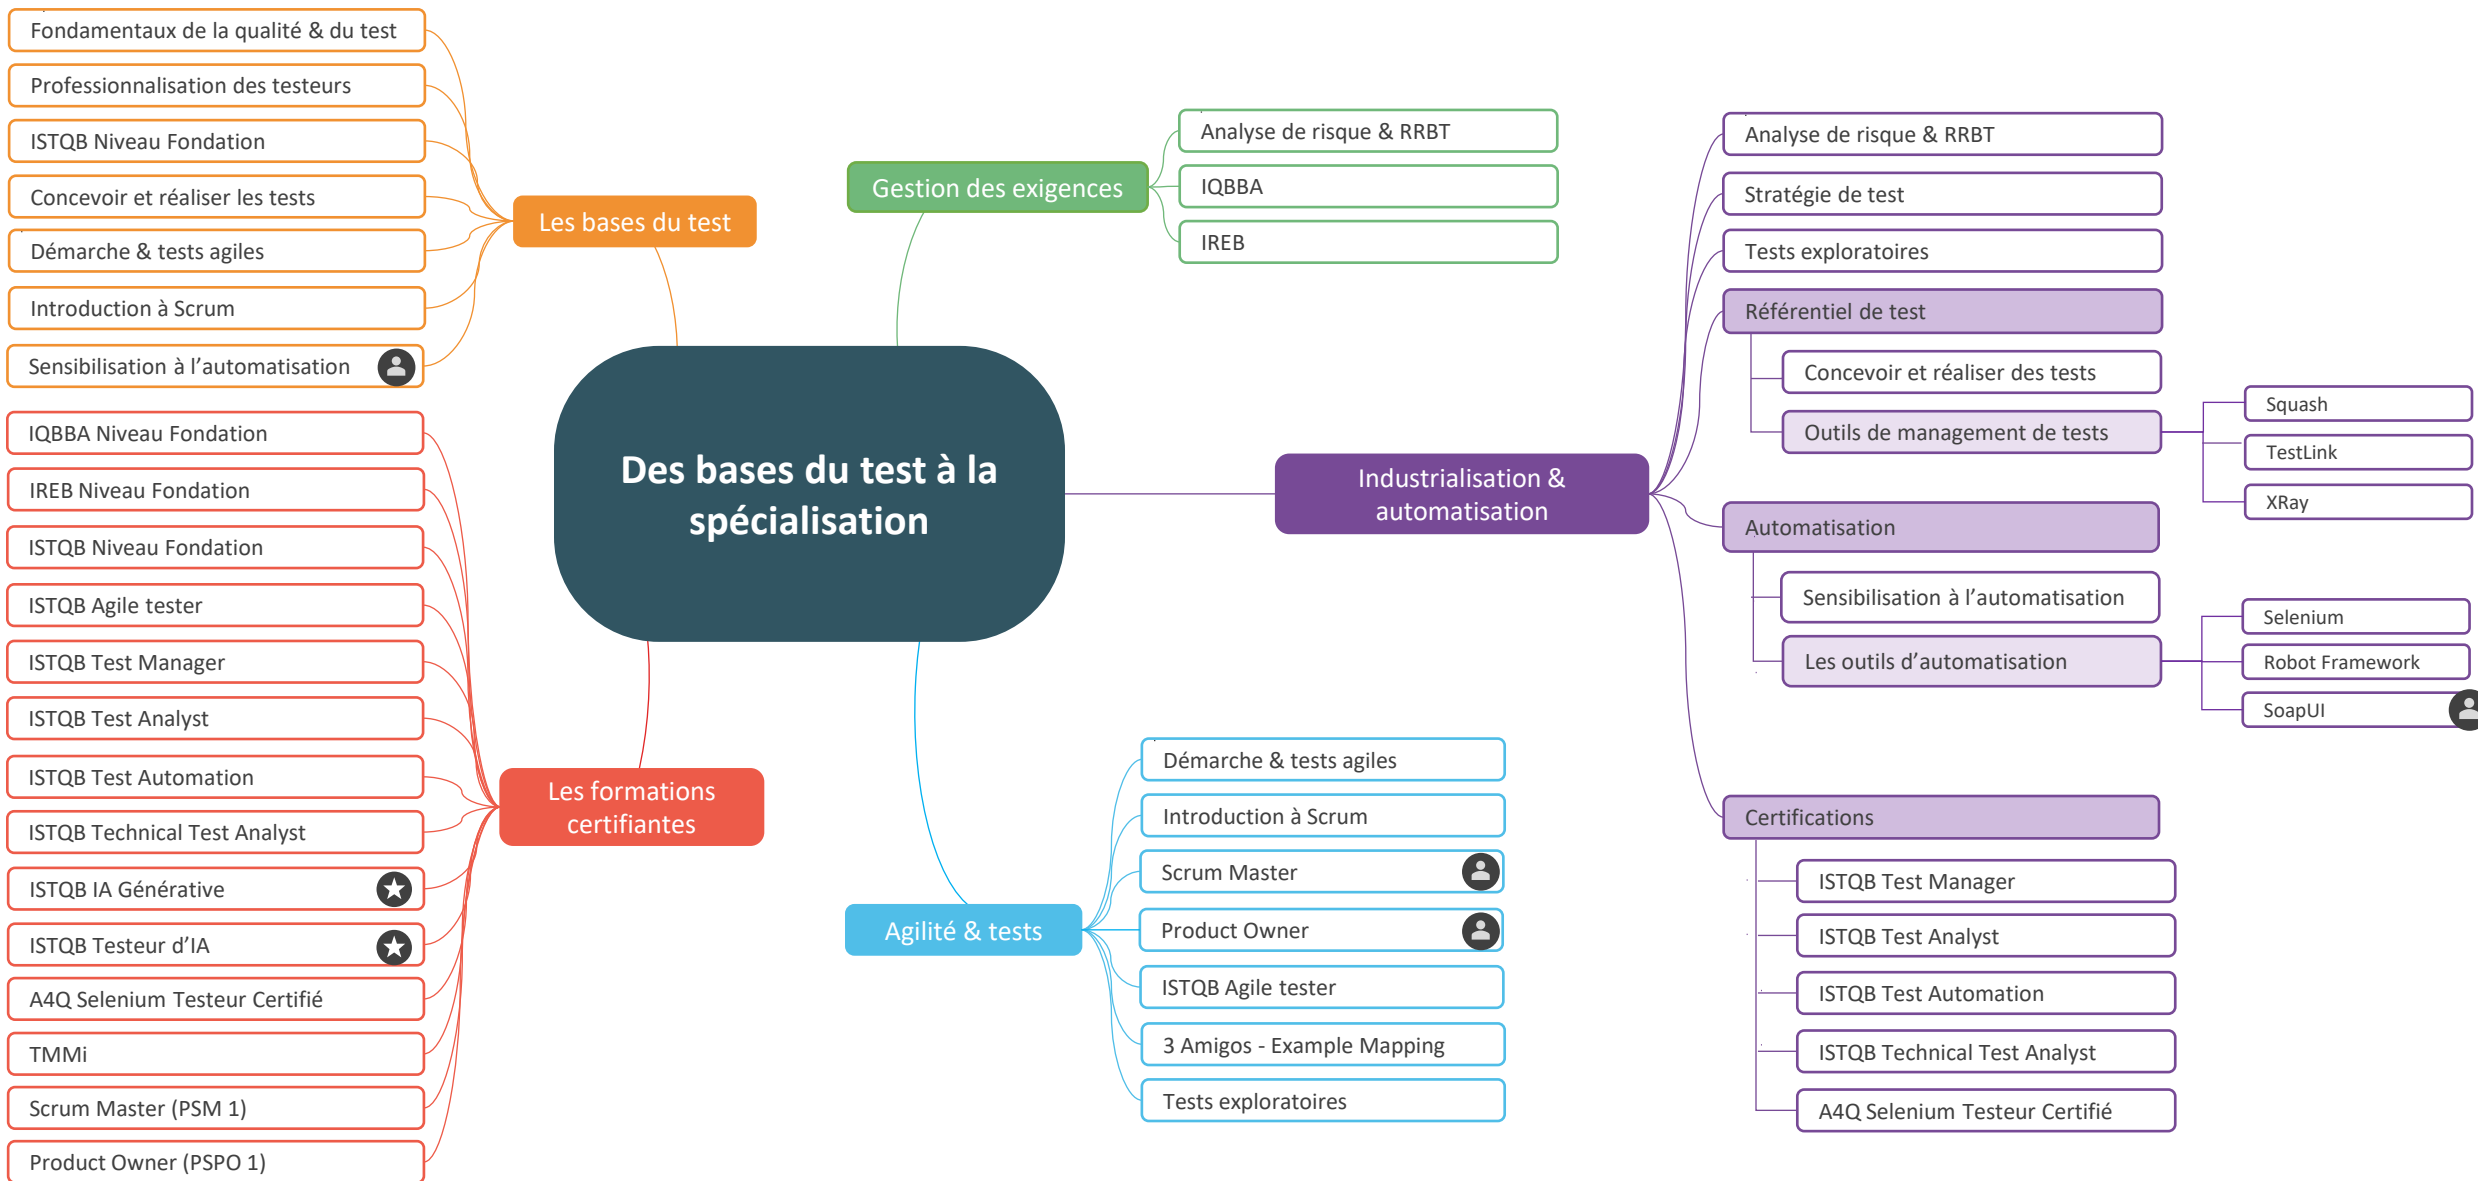 Fondamentaux de la qualité & du test
Professionnalisation des testeurs
ISTQB Niveau Fondation
Concevoir et réaliser les tests
Démarche & tests agiles
Introduction à Scrum
Sensibilisation à l’automatisation
Les bases du test
IQBBA Niveau Fondation
IREB Niveau Fondation
ISTQB Niveau Fondation
ISTQB Agile tester
ISTQB Test Manager
ISTQB Test Analyst
ISTQB Test Automation
ISTQB Technical Test Analyst
ISTQB IA Générative
ISTQB Testeur d’IA
A4Q Selenium Testeur Certifié
TMMi
Scrum Master (PSM 1)
Product Owner (PSPO 1)
Les formations
certifiantes
Des bases du test à la
spécialisation
Gestion des exigences
Analyse de risque & RRBT
IQBBA
IREB
Agilité & tests
Démarche & tests agiles
Introduction à Scrum
Scrum Master
Product Owner
ISTQB Agile tester
3 Amigos - Example Mapping
Tests exploratoires
Industrialisation &
automatisation
Analyse de risque & RRBT
Stratégie de test
Tests exploratoires
Référentiel de test
Concevoir et réaliser des tests
Outils de management de tests
Squash
TestLink
XRay
Automatisation
Sensibilisation à l’automatisation
Les outils d’automatisation
Selenium
Robot Framework
SoapUI
Certifications
ISTQB Test Manager
ISTQB Test Analyst
ISTQB Test Automation
ISTQB Technical Test Analyst
A4Q Selenium Testeur Certifié